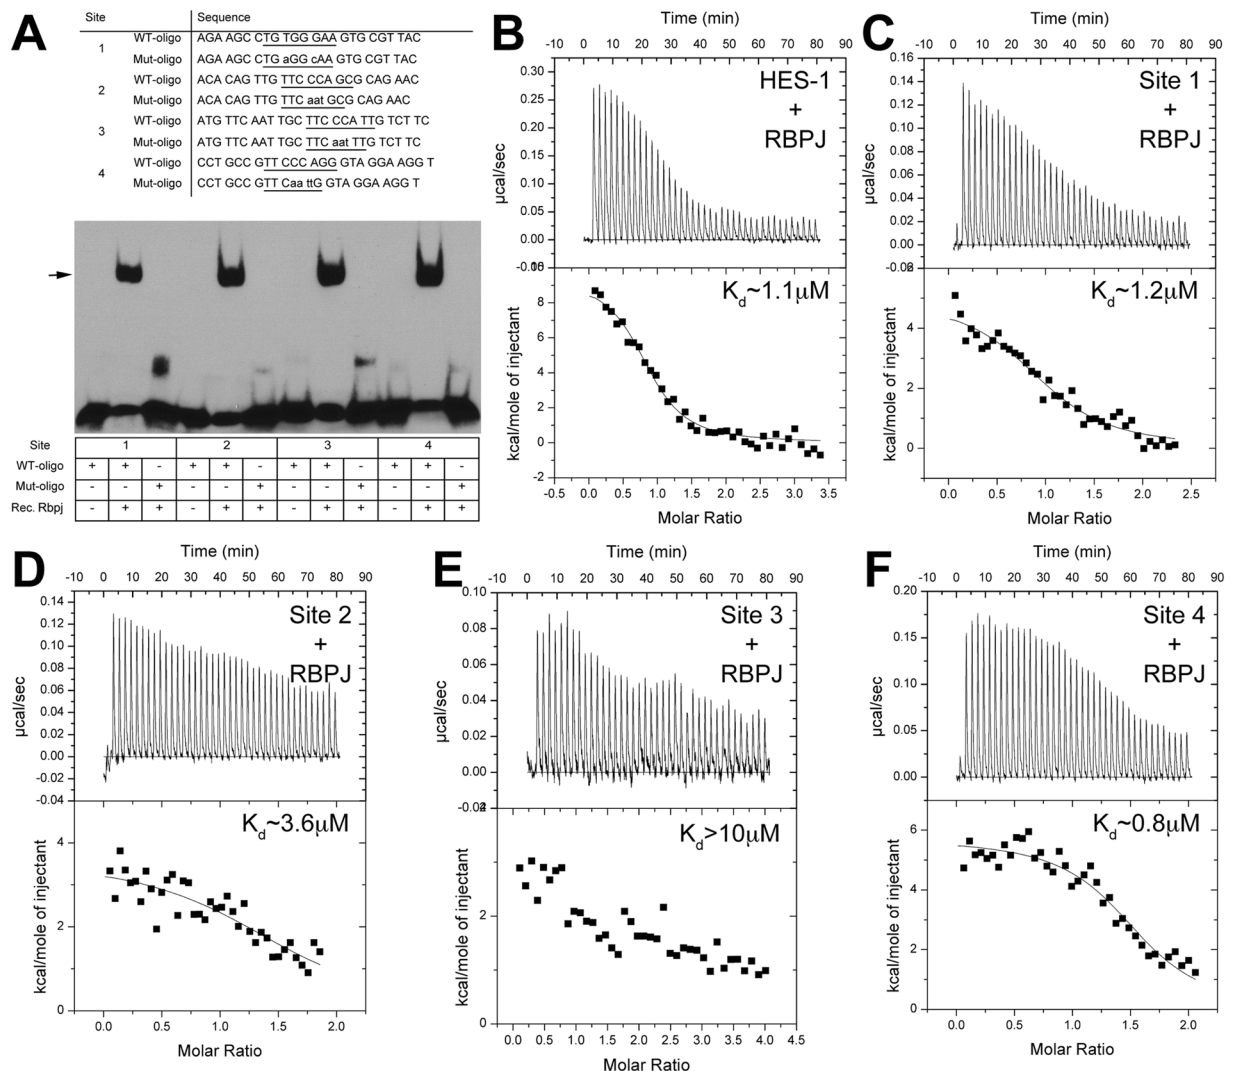 A
Site Sequence
1
WT-oligo AGA AGC CTG TGG GAA GTG CGT TAC
Mut-oligo AGA AGC CTG aGG cAA GTG CGT TAC
2
WT-oligo ACA CAG TTG TTC CCA GCG CAG AAC
Mut-oligo ACA CAG TTG TTC aat GCG CAG AAC
3
WT-oligo ATG TTC AAT TGC TTC CCA TTG TCT TC
Mut-oligo ATG TTC AAT TGC TTC aat TTG TCT TC
4
WT-oligo CCT GCC GTT CCC AGG GTA GGA AGG T
Mut-oligo CCT GCC GTT Caa ttG GTA GGA AGG T
Site 1 2 3 4
WT-oligo + + - + + - + + - + + -
Mut-oligo - - + - - + - - + - - +
Rec. Rbpj - + + - + + - + + - + +
B
Time (min)
-10 0 10 20 30 40 50 60 70 80 90
0.30
0.25
0.20
0.15
0.10
0.05
0.00
HES-1
+
RBPJ
µcal/sec
Kd~1.1µM
8
6
4
2
0
-2
kcal/mole of injectant
-0.5 0.0 0.5 1.0 1.5 2.0 2.5 3.0 3.5
Molar Ratio
C
Time (min)
-10 0 10 20 30 40 50 60 70 80 90
0.16
0.14
0.12
0.10
0.08
0.06
0.04
0.02
0.00
Site 1
+
RBPJ
µcal/sec
Kd~1.2µM
4
2
0
kcal/mole of injectant
0.0 0.5 1.0 1.5 2.0 2.5
Molar Ratio
D
Time (min)
-10 0 10 20 30 40 50 60 70 80 90
0.14
0.12
0.10
0.08
0.06
0.04
0.02
0.00
-0.02
-0.04
Site 2
+
RBPJ
µcal/sec
Kd~3.6µM
4
2
0
kcal/mole of injectant
0.0 0.5 1.0 1.5 2.0
Molar Ratio
E
Time (min)
-10 0 10 20 30 40 50 60 70 80 90
0.10
0.08
0.06
0.04
0.02
0.00
Site 3
+
RBPJ
µcal/sec
Kd>10µM
2
0
kcal/mole of injectant
0.0 0.5 1.0 1.5 2.0 2.5 3.0 3.5 4.0 4.5
Molar Ratio
F
Time (min)
-10 0 10 20 30 40 50 60 70 80 90
0.20
0.15
0.10
0.05
0.00
Site 4
+
RBPJ
µcal/sec
Kd~0.8µM
6
4
2
0
kcal/mole of injectant
0.0 0.5 1.0 1.5 2.0
Molar Ratio